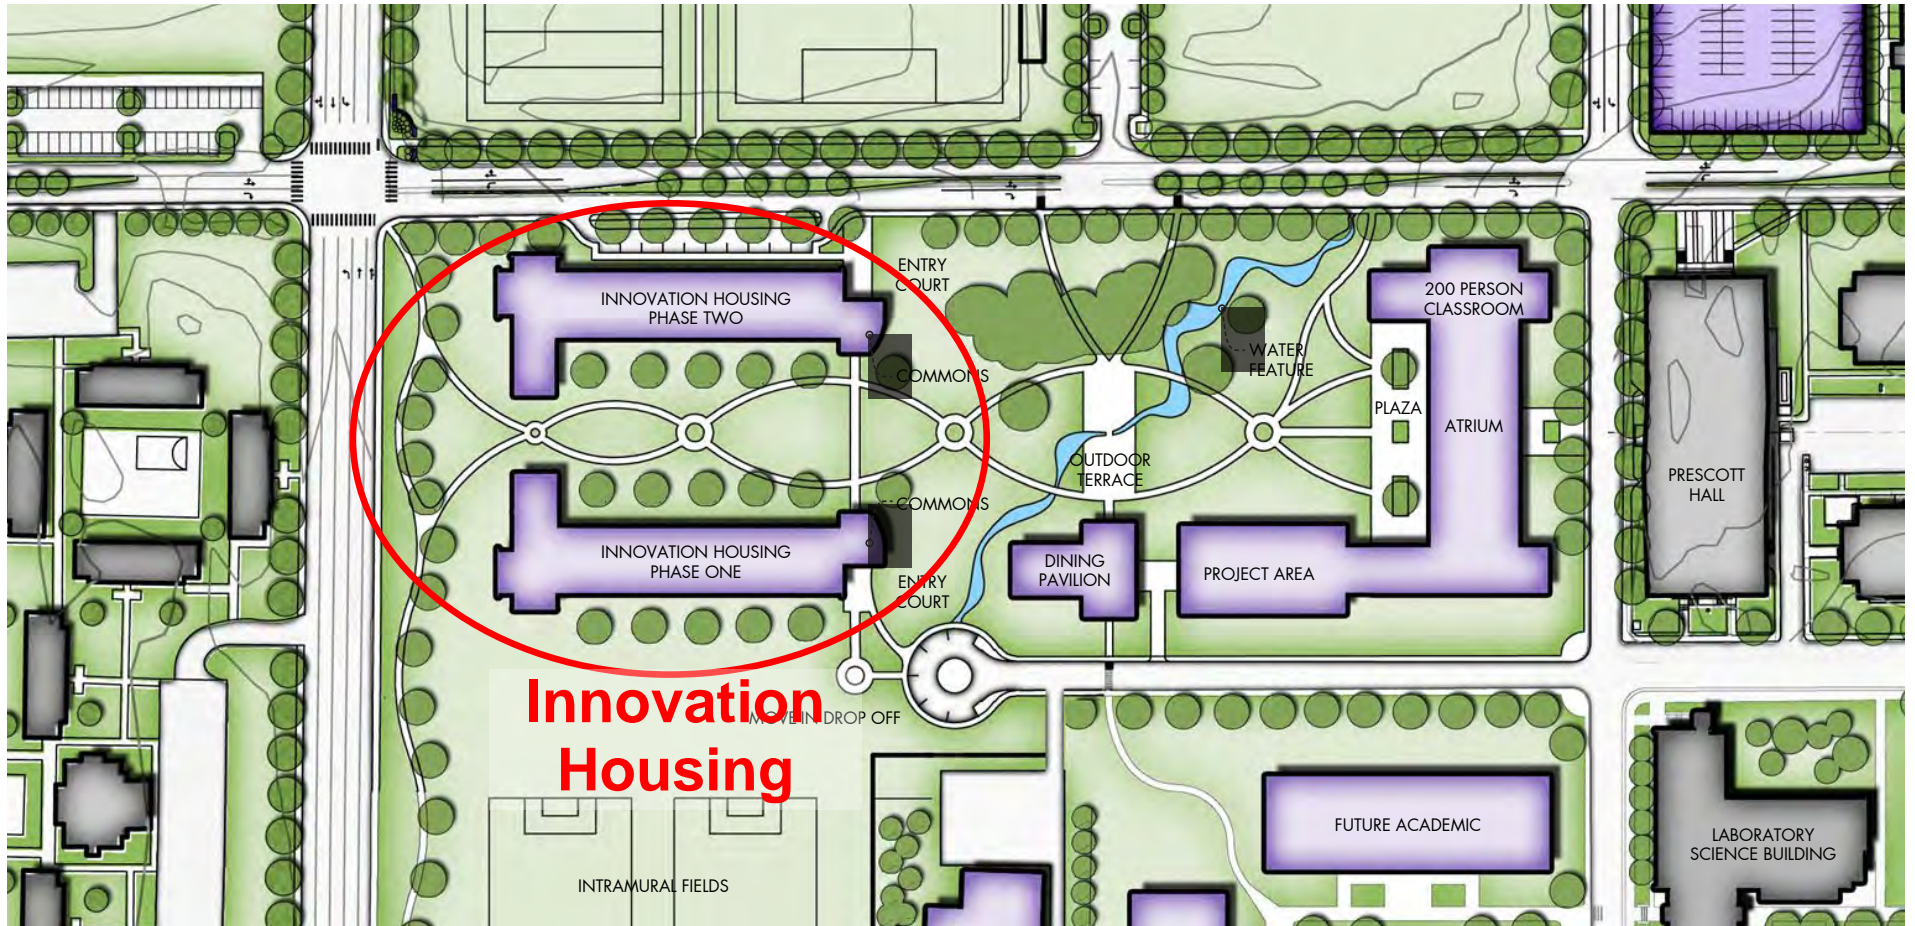 ENTRY
COURT
INNOVATION HOUSING
PHASE TWO
COMMONS
200 PERSON
CLASSROOM
WATER
FEATURE
PLAZA
ATRIUM
OUTDOOR
TERRACE
PRESCOTT
HALL
COMMONS
INNOVATION HOUSING
PHASE ONE
ENTRY
COURT
DINING
PAVILION
PROJECT AREA
Innovation
Housing
MOVE IN DROP OFF
FUTURE ACADEMIC
LABORATORY
SCIENCE BUILDING
INTRAMURAL FIELDS